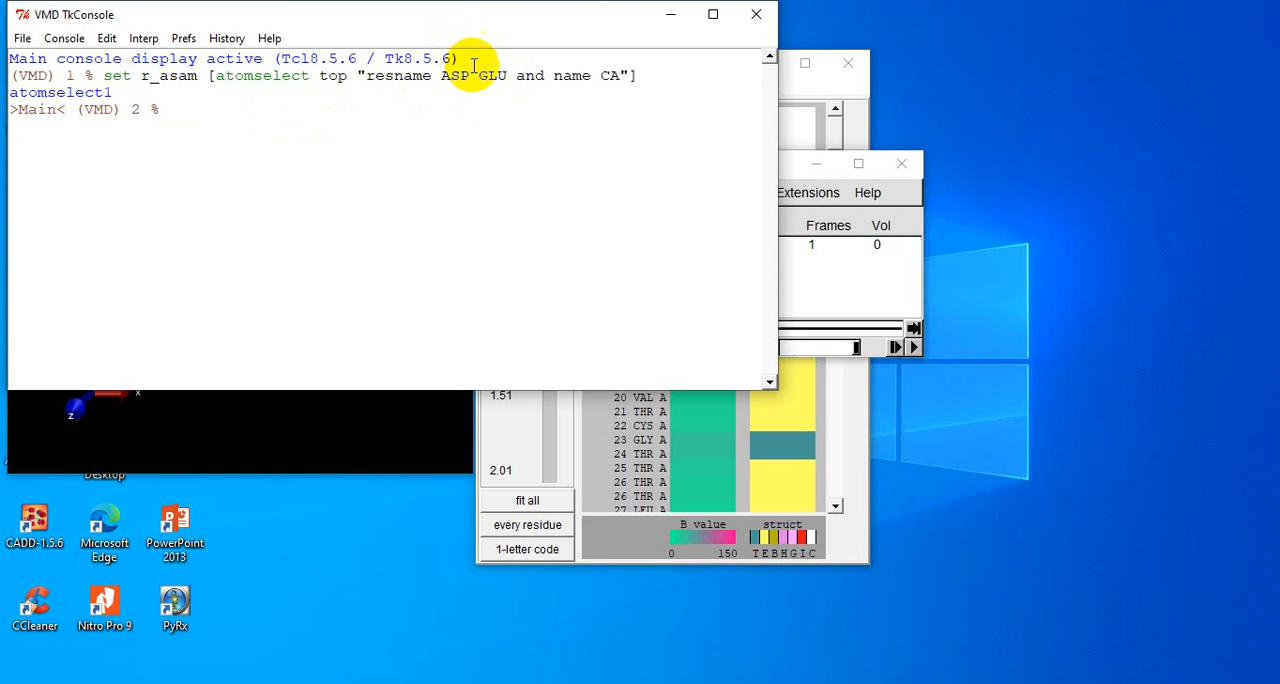 VMD TkConsole
File Console Edit Interp Prefs History Help
Main console display active (Tcl8.5.6 / Tk8.5.6)
(VMD) 1 % set r_asam [atomselect top "resname ASP GLU and name CA"]
atomselect1
>Main< (VMD) 2 %
Extensions Help
Frames Vol
1 0
x
z
1.51
2.01
20 VAL A
21 THR A
22 CYS A
23 GLY A
24 THR A
25 THR A
26 THR A
26 THR A
27 LEU A
fit all
every residue
1-letter code
B value struct
0 150 T E B H G I C
Desktop
CADD-1.5.6
Microsoft Edge
PowerPoint 2013
CCleaner
Nitro Pro 9
PyRx